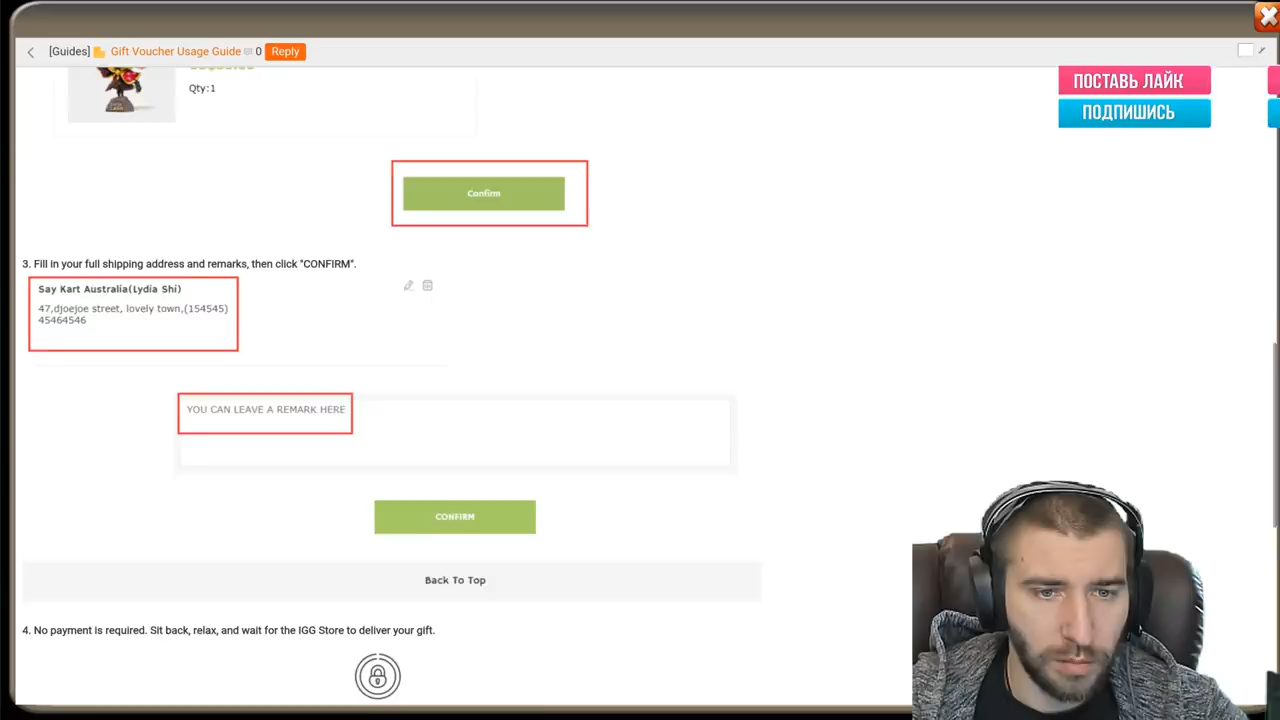 [Guides] Gift Voucher Usage Guide 0 Reply
ПОСТАВЬ ЛАЙК
ПОДПИШИСЬ
Qty:1
Confirm
3. Fill in your full shipping address and remarks, then click "CONFIRM".
Say Kart Australia(Lydia Shi)
47,djoejoe street, lovely town,(154545)
45464546
YOU CAN LEAVE A REMARK HERE
CONFIRM
Back To Top
4. No payment is required. Sit back, relax, and wait for the IGG Store to deliver your gift.